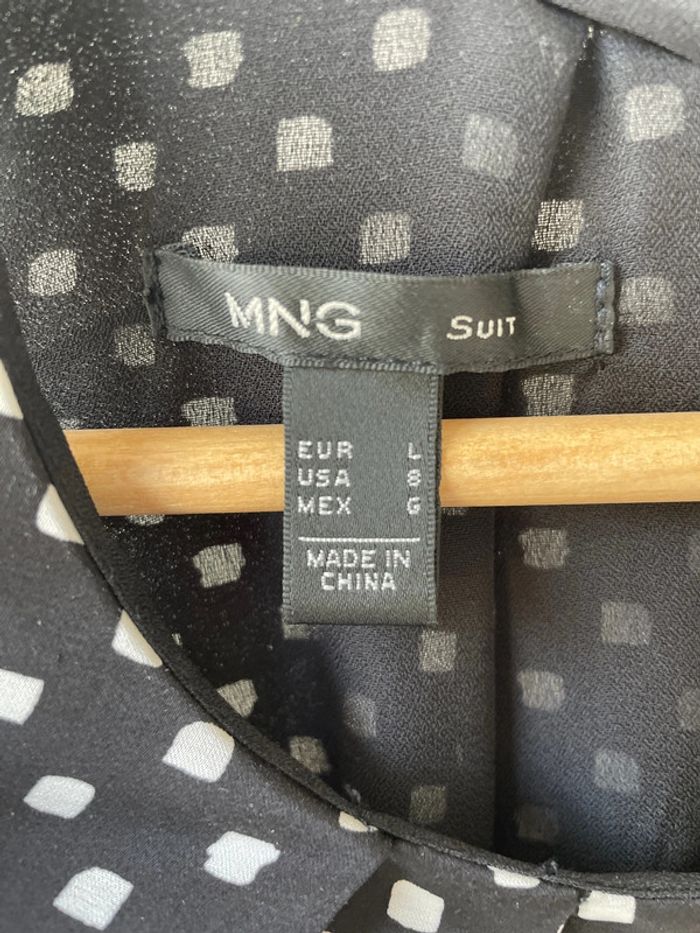 MNG SUIT
EUR L
USA 8
MEX G
MADE IN
CHINA